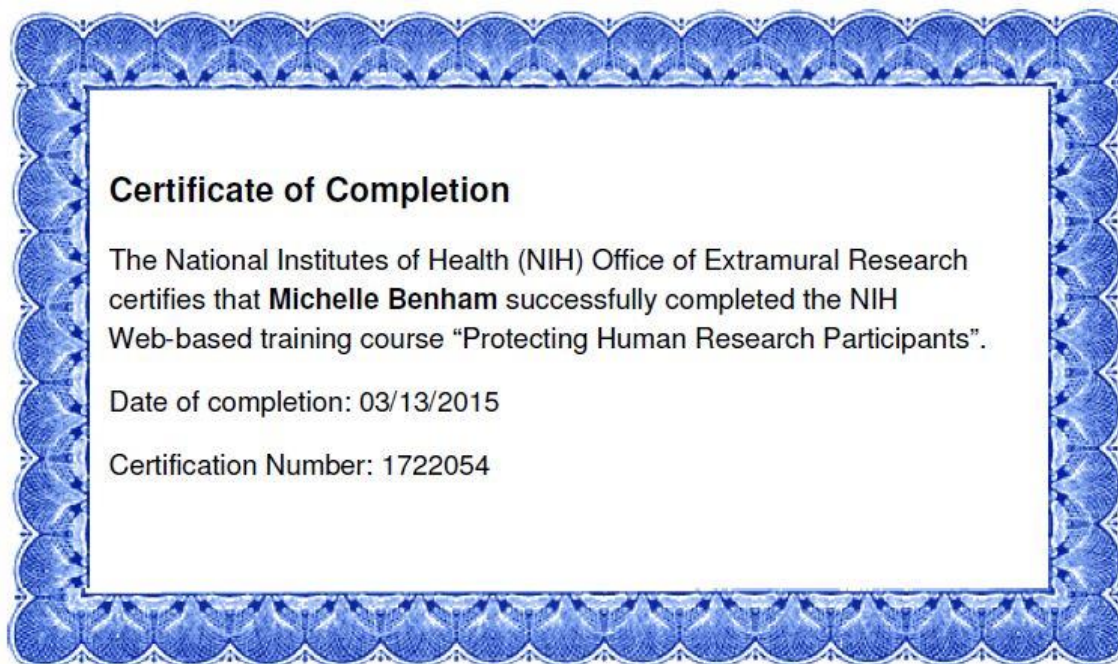 Certificate of Completion
The National Institutes of Health (NIH) Office of Extramural Research
certifies that Michelle Benham successfully completed the NIH
Web-based training course “Protecting Human Research Participants”.
Date of completion: 03/13/2015
Certification Number: 1722054